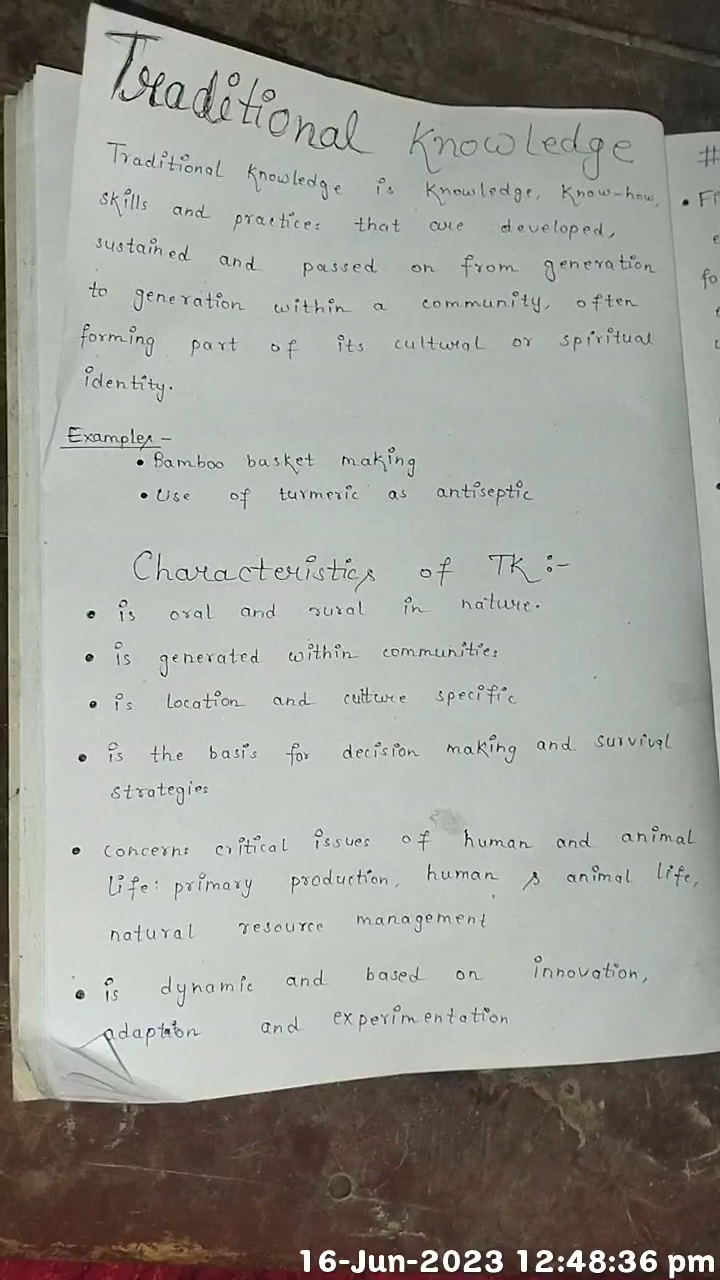 Traditional Knowledge
Traditional Knowledge is Knowledge, Know-how,
skills and practices that are developed,
sustained and passed on from generation
to generation within a community, often
forming part of its cultural or spiritual
identity.
Examples -
• Bamboo basket making
• Use of turmeric as antiseptic
Characteristics of TK :-
• is oral and rural in nature.
• is generated within communities
• is location and culture specific
• is the basis for decision making and survival
strategies
• concerns critical issues of human and animal
life: primary production, human & animal life,
natural resource management
• is dynamic and based on innovation,
adaption and experimentation
#
• Fi
e
fo
16-Jun-2023 12:48:36 pm